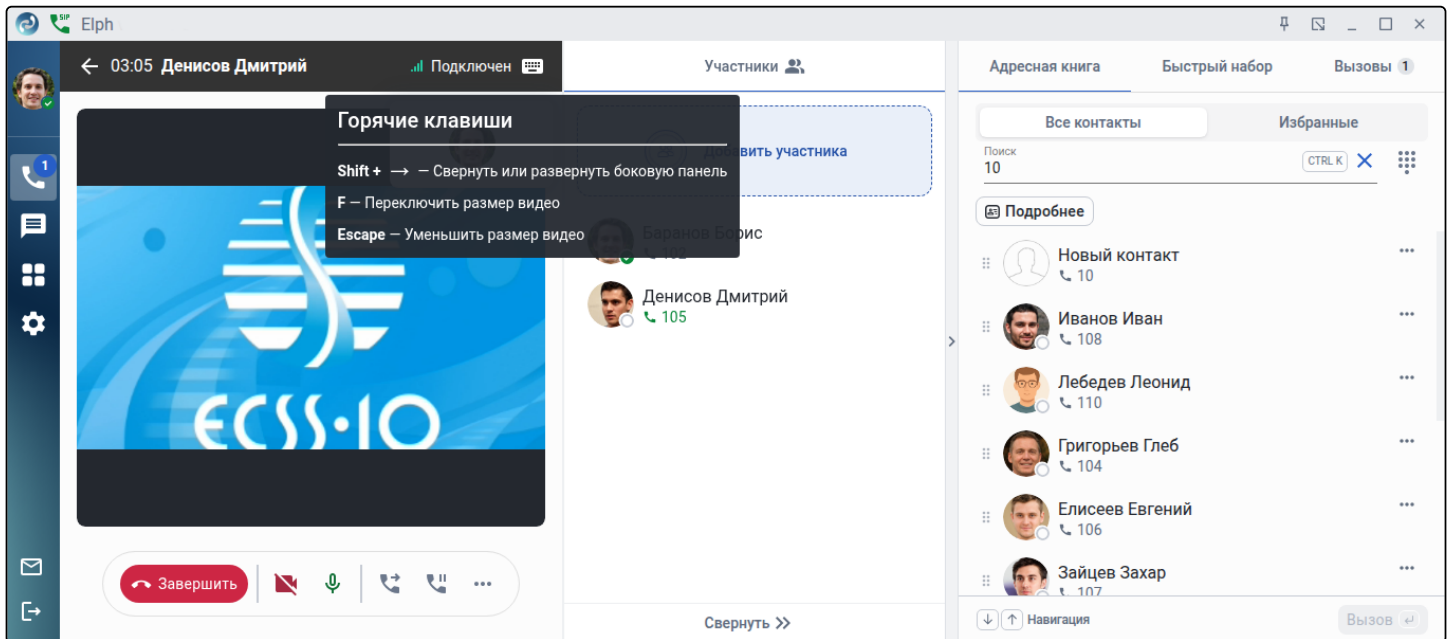 SIP Elph
03:05 Денисов Дмитрий Подключен
Участники
Адресная книга Быстрый набор Вызовы 1
Горячие клавиши
Shift + → — Свернуть или развернуть боковую панель
F — Переключить размер видео
Escape — Уменьшить размер видео
1
ECSS·10
Завершить
Добавить участника
Баранов Борис
102
Денисов Дмитрий
105
Свернуть
Все контакты Избранные
Поиск
10 CTRL K
Подробнее
Новый контакт
10
Иванов Иван
108
Лебедев Леонид
110
Григорьев Глеб
104
Елисеев Евгений
106
Зайцев Захар
107
↓ ↑ Навигация Вызов